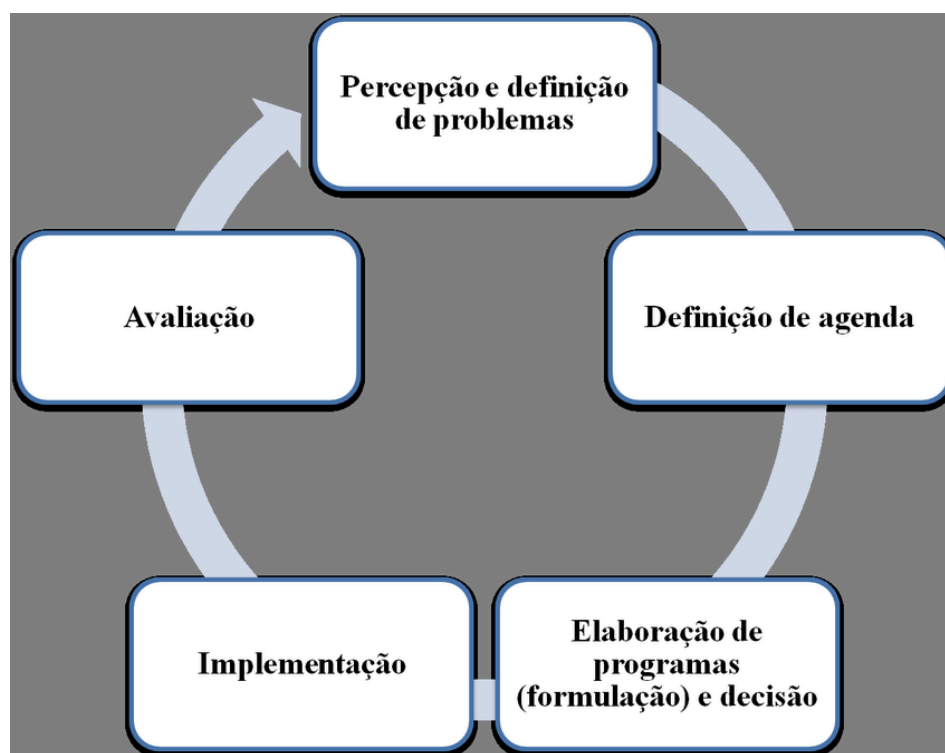 Percepção e definição
de problemas
Definição de agenda
Elaboração de
programas
(formulação) e decisão
Implementação
Avaliação